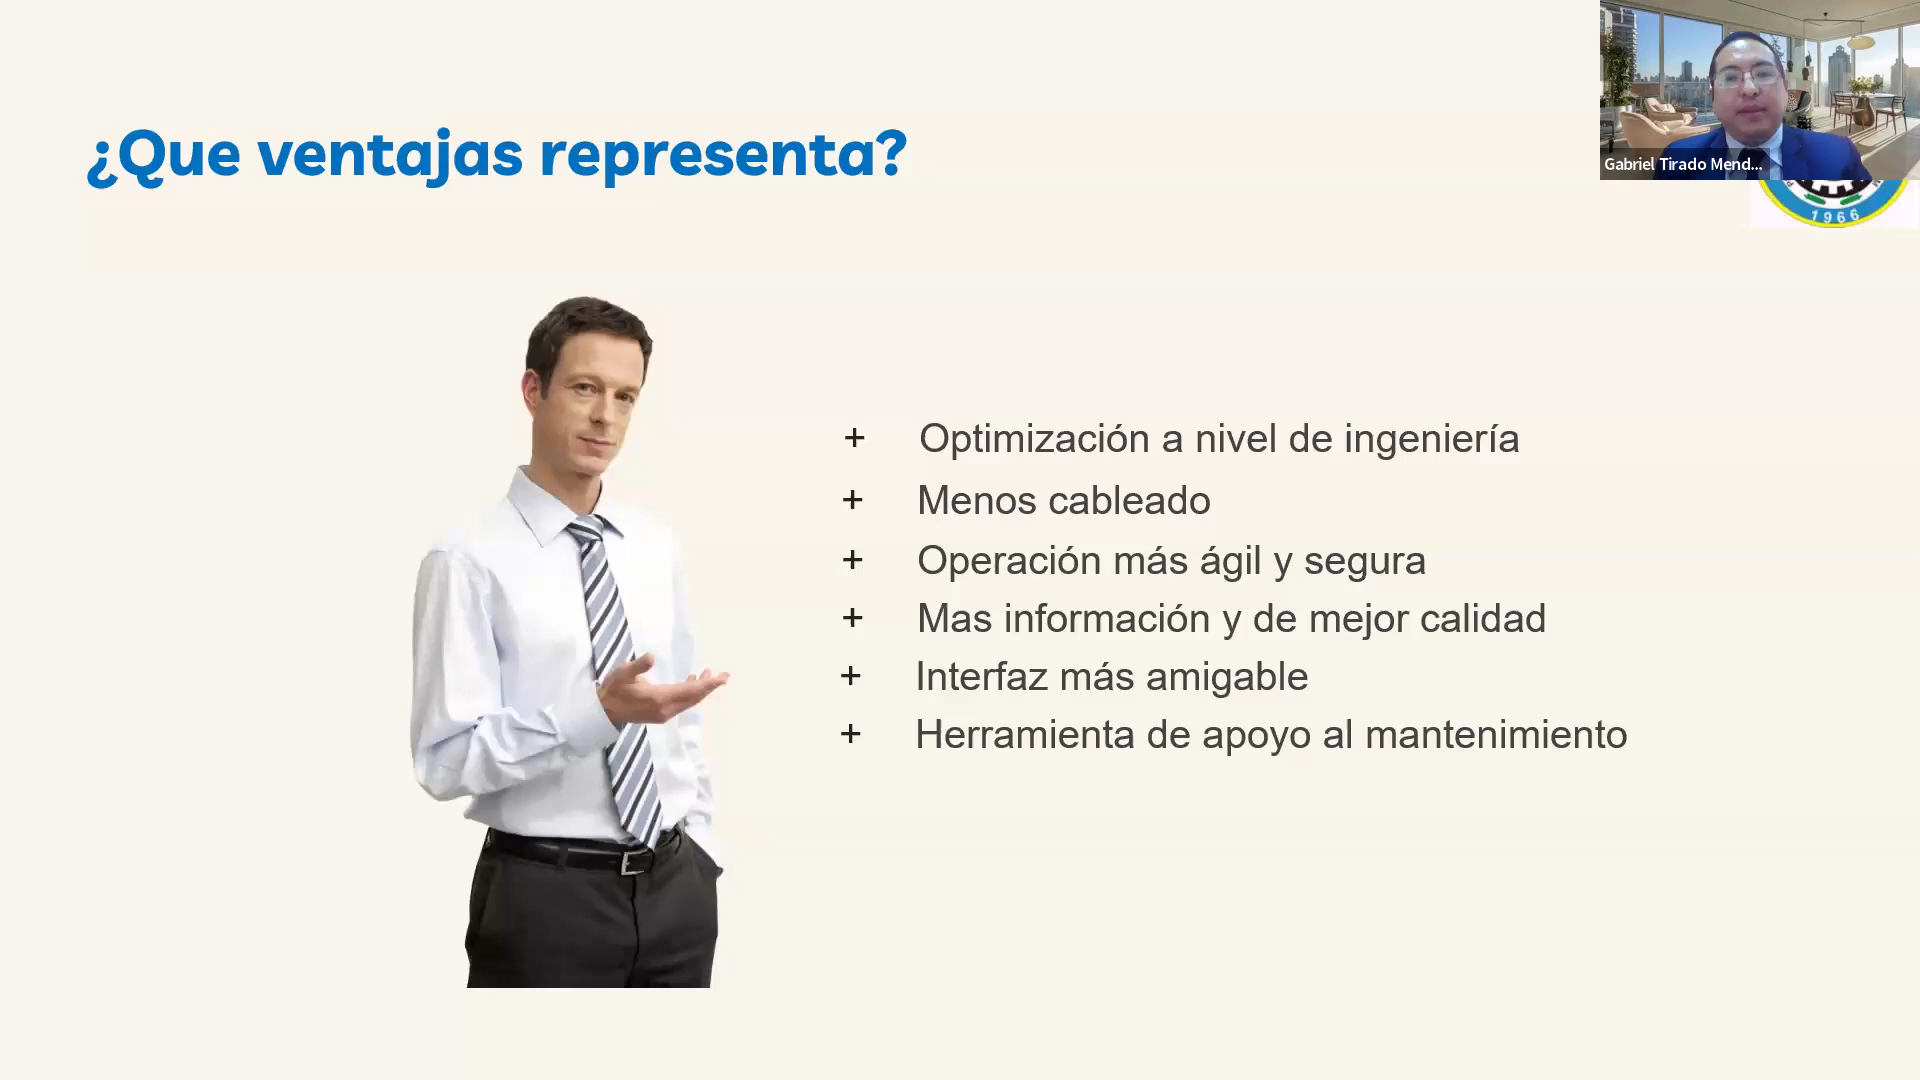 ¿Que ventajas representa?
Gabriel Tirado Mend...
1966
+ Optimización a nivel de ingeniería
+ Menos cableado
+ Operación más ágil y segura
+ Mas información y de mejor calidad
+ Interfaz más amigable
+ Herramienta de apoyo al mantenimiento